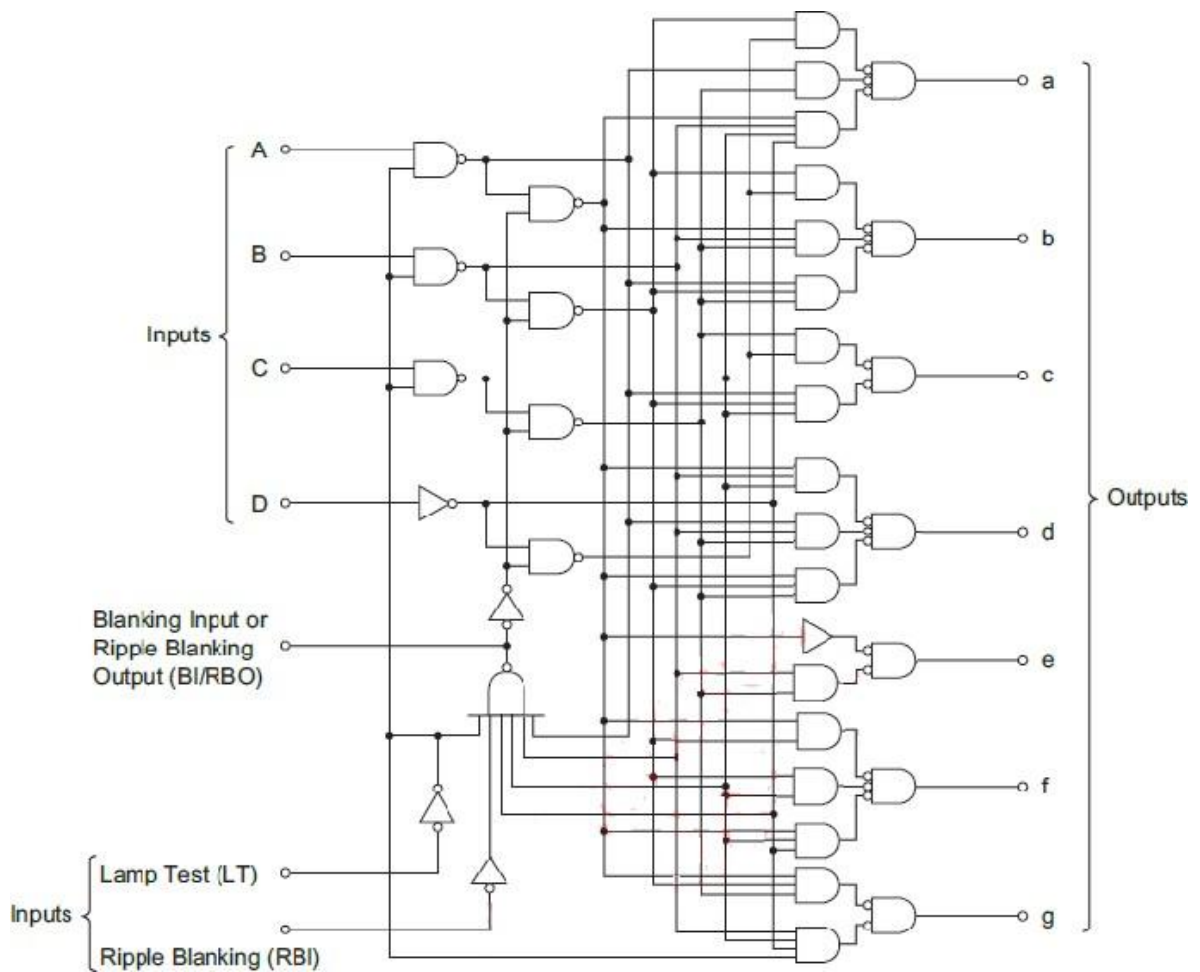 a
A
b
B
Inputs
c
C
D
Outputs
d
Blanking Input or
Ripple Blanking
Output (BI/RBO)
e
f
Lamp Test (LT)
Inputs
g
Ripple Blanking (RBI)